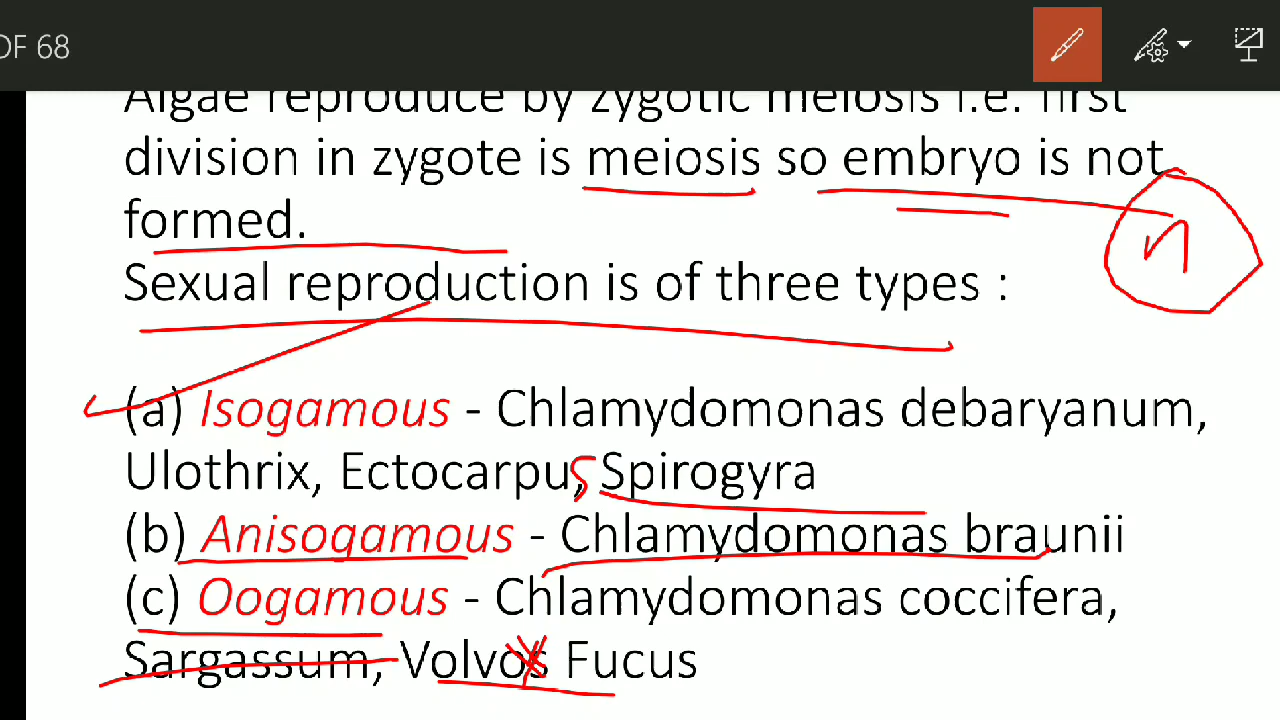 DF 68
Algae reproduce by zygotic meiosis i.e. first
division in zygote is meiosis so embryo is not
formed.
n
Sexual reproduction is of three types :
(a) Isogamous - Chlamydomonas debaryanum,
Ulothrix, Ectocarpus, Spirogyra
(b) Anisogamous - Chlamydomonas braunii
(c) Oogamous - Chlamydomonas coccifera,
Sargassum, Volvox Fucus